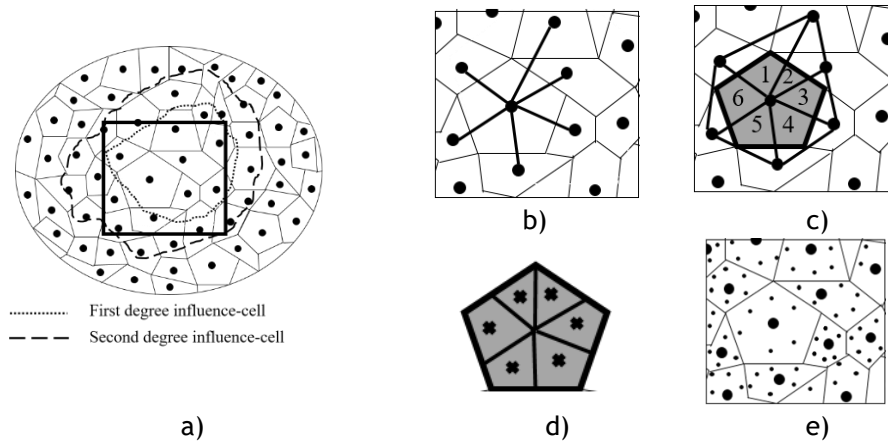 1 2
6 3
5 4
b)
c)
First degree influence-cell
Second degree influence-cell
a)
d)
e)